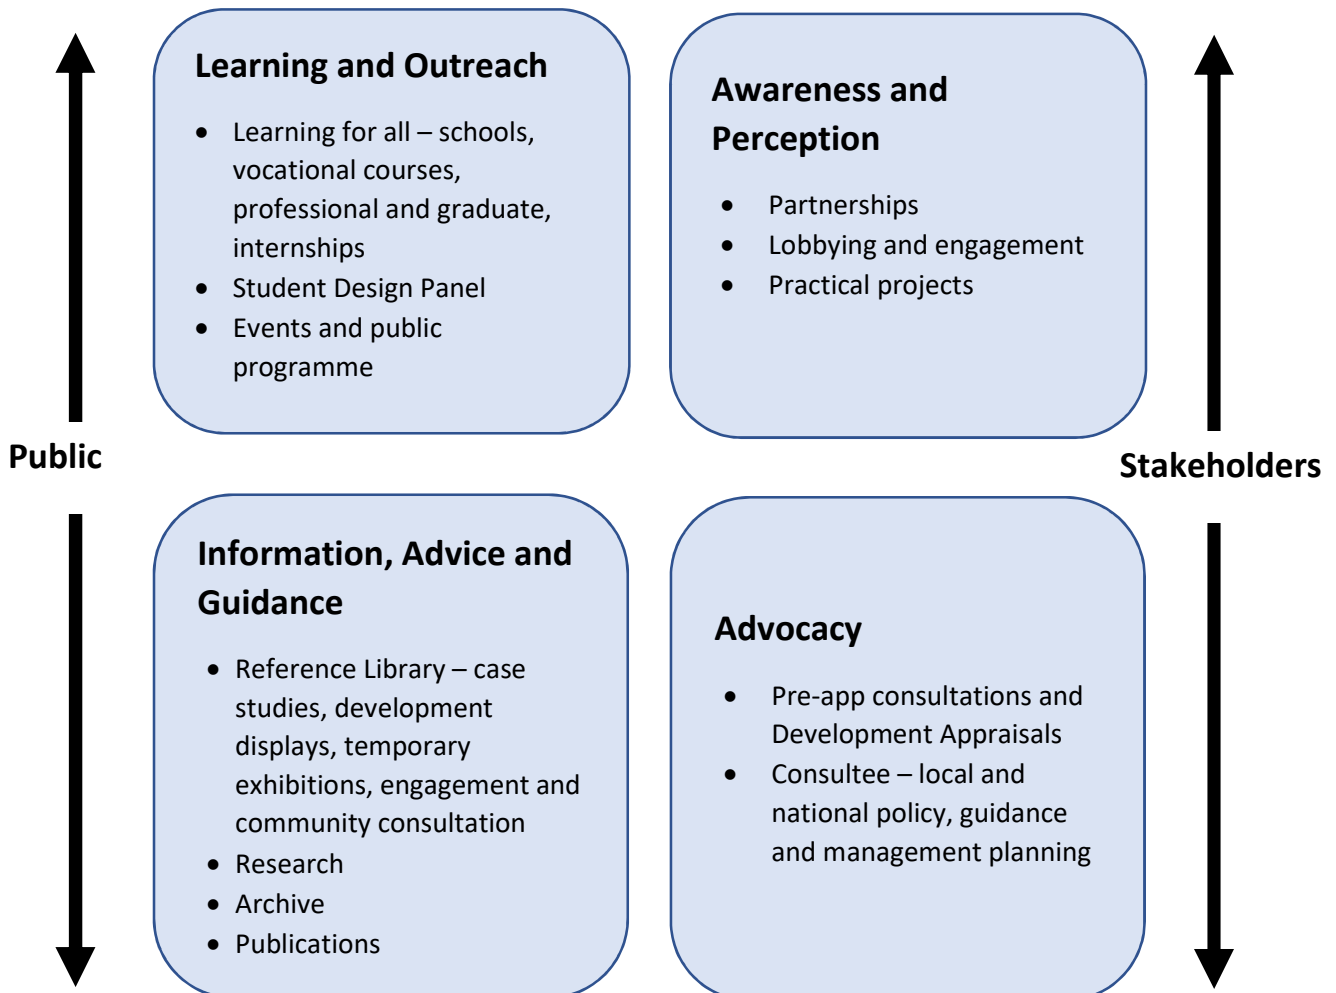 Learning and Outreach
• Learning for all – schools,
vocational courses,
professional and graduate,
internships
• Student Design Panel
• Events and public
programme
Awareness and
Perception
• Partnerships
• Lobbying and engagement
• Practical projects
Public
Stakeholders
Information, Advice and
Guidance
• Reference Library – case
studies, development
displays, temporary
exhibitions, engagement and
community consultation
• Research
• Archive
• Publications
Advocacy
• Pre-app consultations and
Development Appraisals
• Consultee – local and
national policy, guidance
and management planning